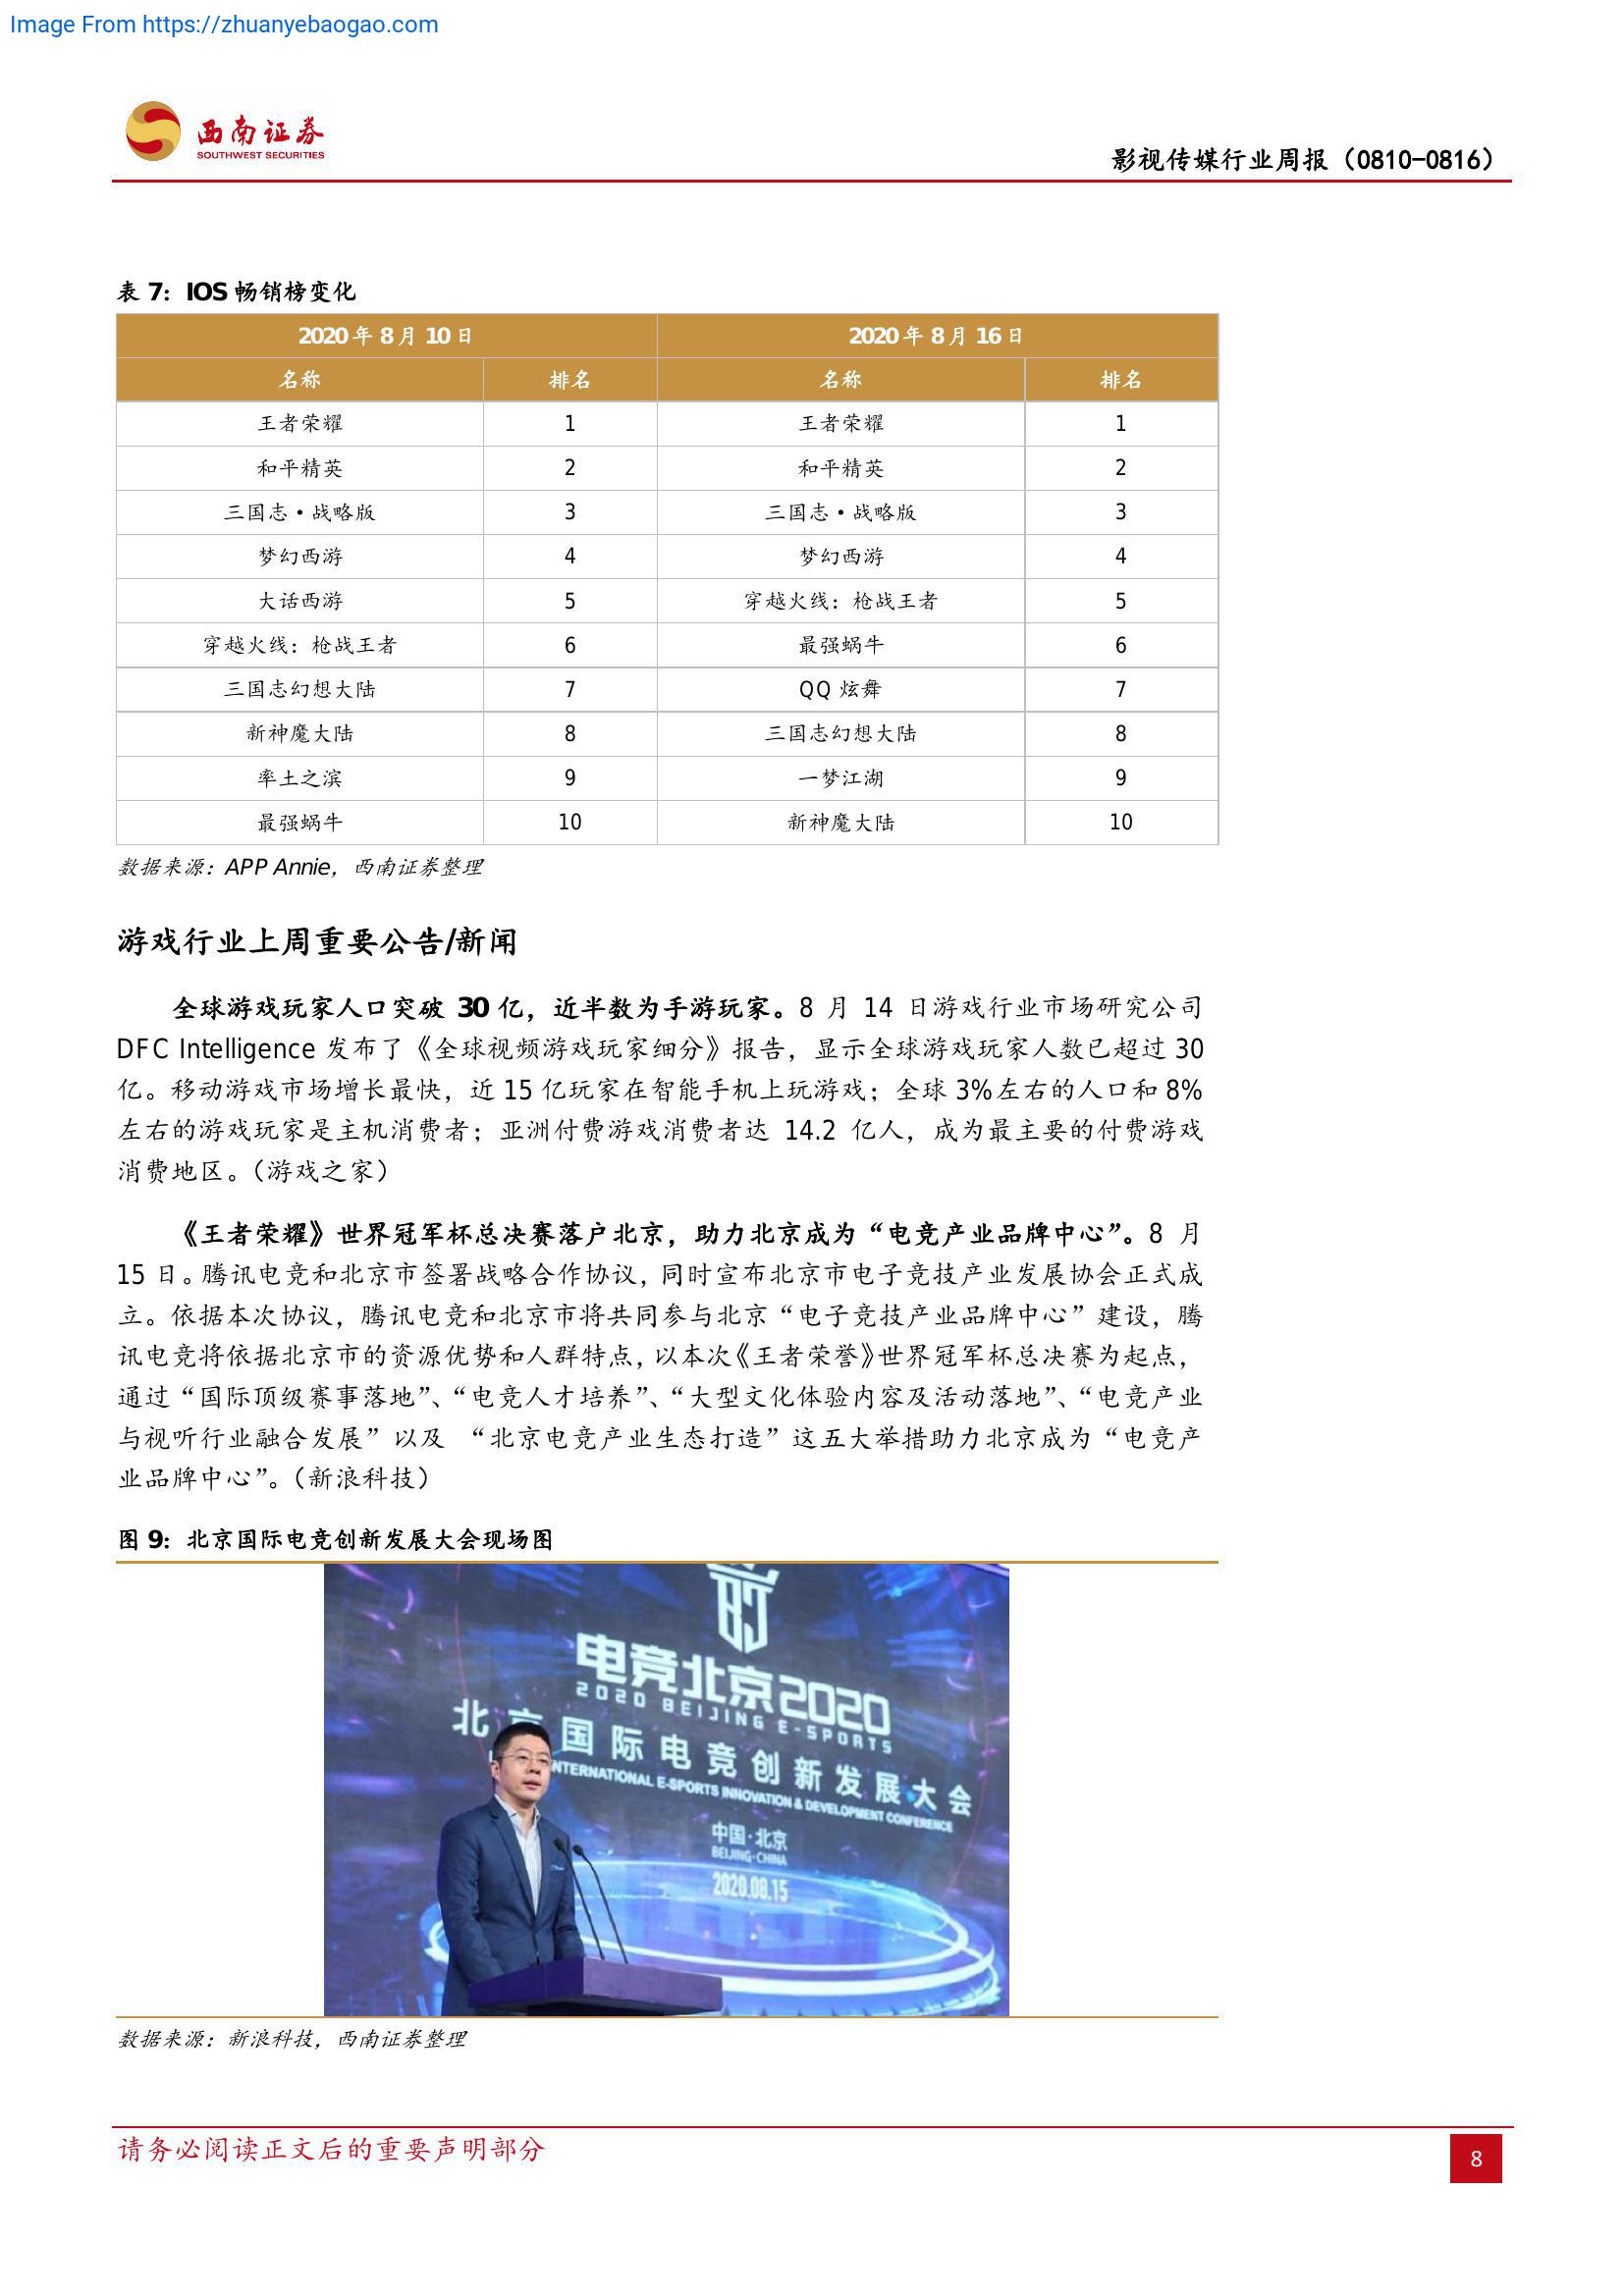 Image From https://zhuanyebaogao.com
西南证券
SOUTHWEST SECURITIES
影视传媒行业周报（0810-0816）
表 7：IOS 畅销榜变化
2020 年 8 月 10 日 2020 年 8 月 16 日
名称 排名 名称 排名
王者荣耀 1 王者荣耀 1
和平精英 2 和平精英 2
三国志·战略版 3 三国志·战略版 3
梦幻西游 4 梦幻西游 4
大话西游 5 穿越火线：枪战王者 5
穿越火线：枪战王者 6 最强蜗牛 6
三国志幻想大陆 7 QQ 炫舞 7
新神魔大陆 8 三国志幻想大陆 8
率土之滨 9 一梦江湖 9
最强蜗牛 10 新神魔大陆 10
数据来源：APP Annie，西南证券整理
游戏行业上周重要公告/新闻
全球游戏玩家人口突破 30 亿，近半数为手游玩家。8 月 14 日游戏行业市场研究公司
DFC Intelligence 发布了《全球视频游戏玩家细分》报告，显示全球游戏玩家人数已超过 30
亿。移动游戏市场增长最快，近 15 亿玩家在智能手机上玩游戏；全球 3%左右的人口和 8%
左右的游戏玩家是主机消费者；亚洲付费游戏消费者达 14.2 亿人，成为最主要的付费游戏
消费地区。（游戏之家）
《王者荣耀》世界冠军杯总决赛落户北京，助力北京成为“电竞产业品牌中心”。8 月
15 日。腾讯电竞和北京市签署战略合作协议，同时宣布北京市电子竞技产业发展协会正式成
立。依据本次协议，腾讯电竞和北京市将共同参与北京“电子竞技产业品牌中心”建设，腾
讯电竞将依据北京市的资源优势和人群特点，以本次《王者荣誉》世界冠军杯总决赛为起点，
通过“国际顶级赛事落地”、“电竞人才培养”、“大型文化体验内容及活动落地”、“电竞产业
与视听行业融合发展”以及 “北京电竞产业生态打造”这五大举措助力北京成为“电竞产
业品牌中心”。（新浪科技）
图 9：北京国际电竞创新发展大会现场图
电竞北京2020
2020 BEIJING E-SPORTS
北京国际电竞创新发展大会
INTERNATIONAL E-SPORTS INNOVATION & DEVELOPMENT CONFERENCE
中国·北京
BEIJING·CHINA
2020.08.15
数据来源：新浪科技，西南证券整理
请务必阅读正文后的重要声明部分
8